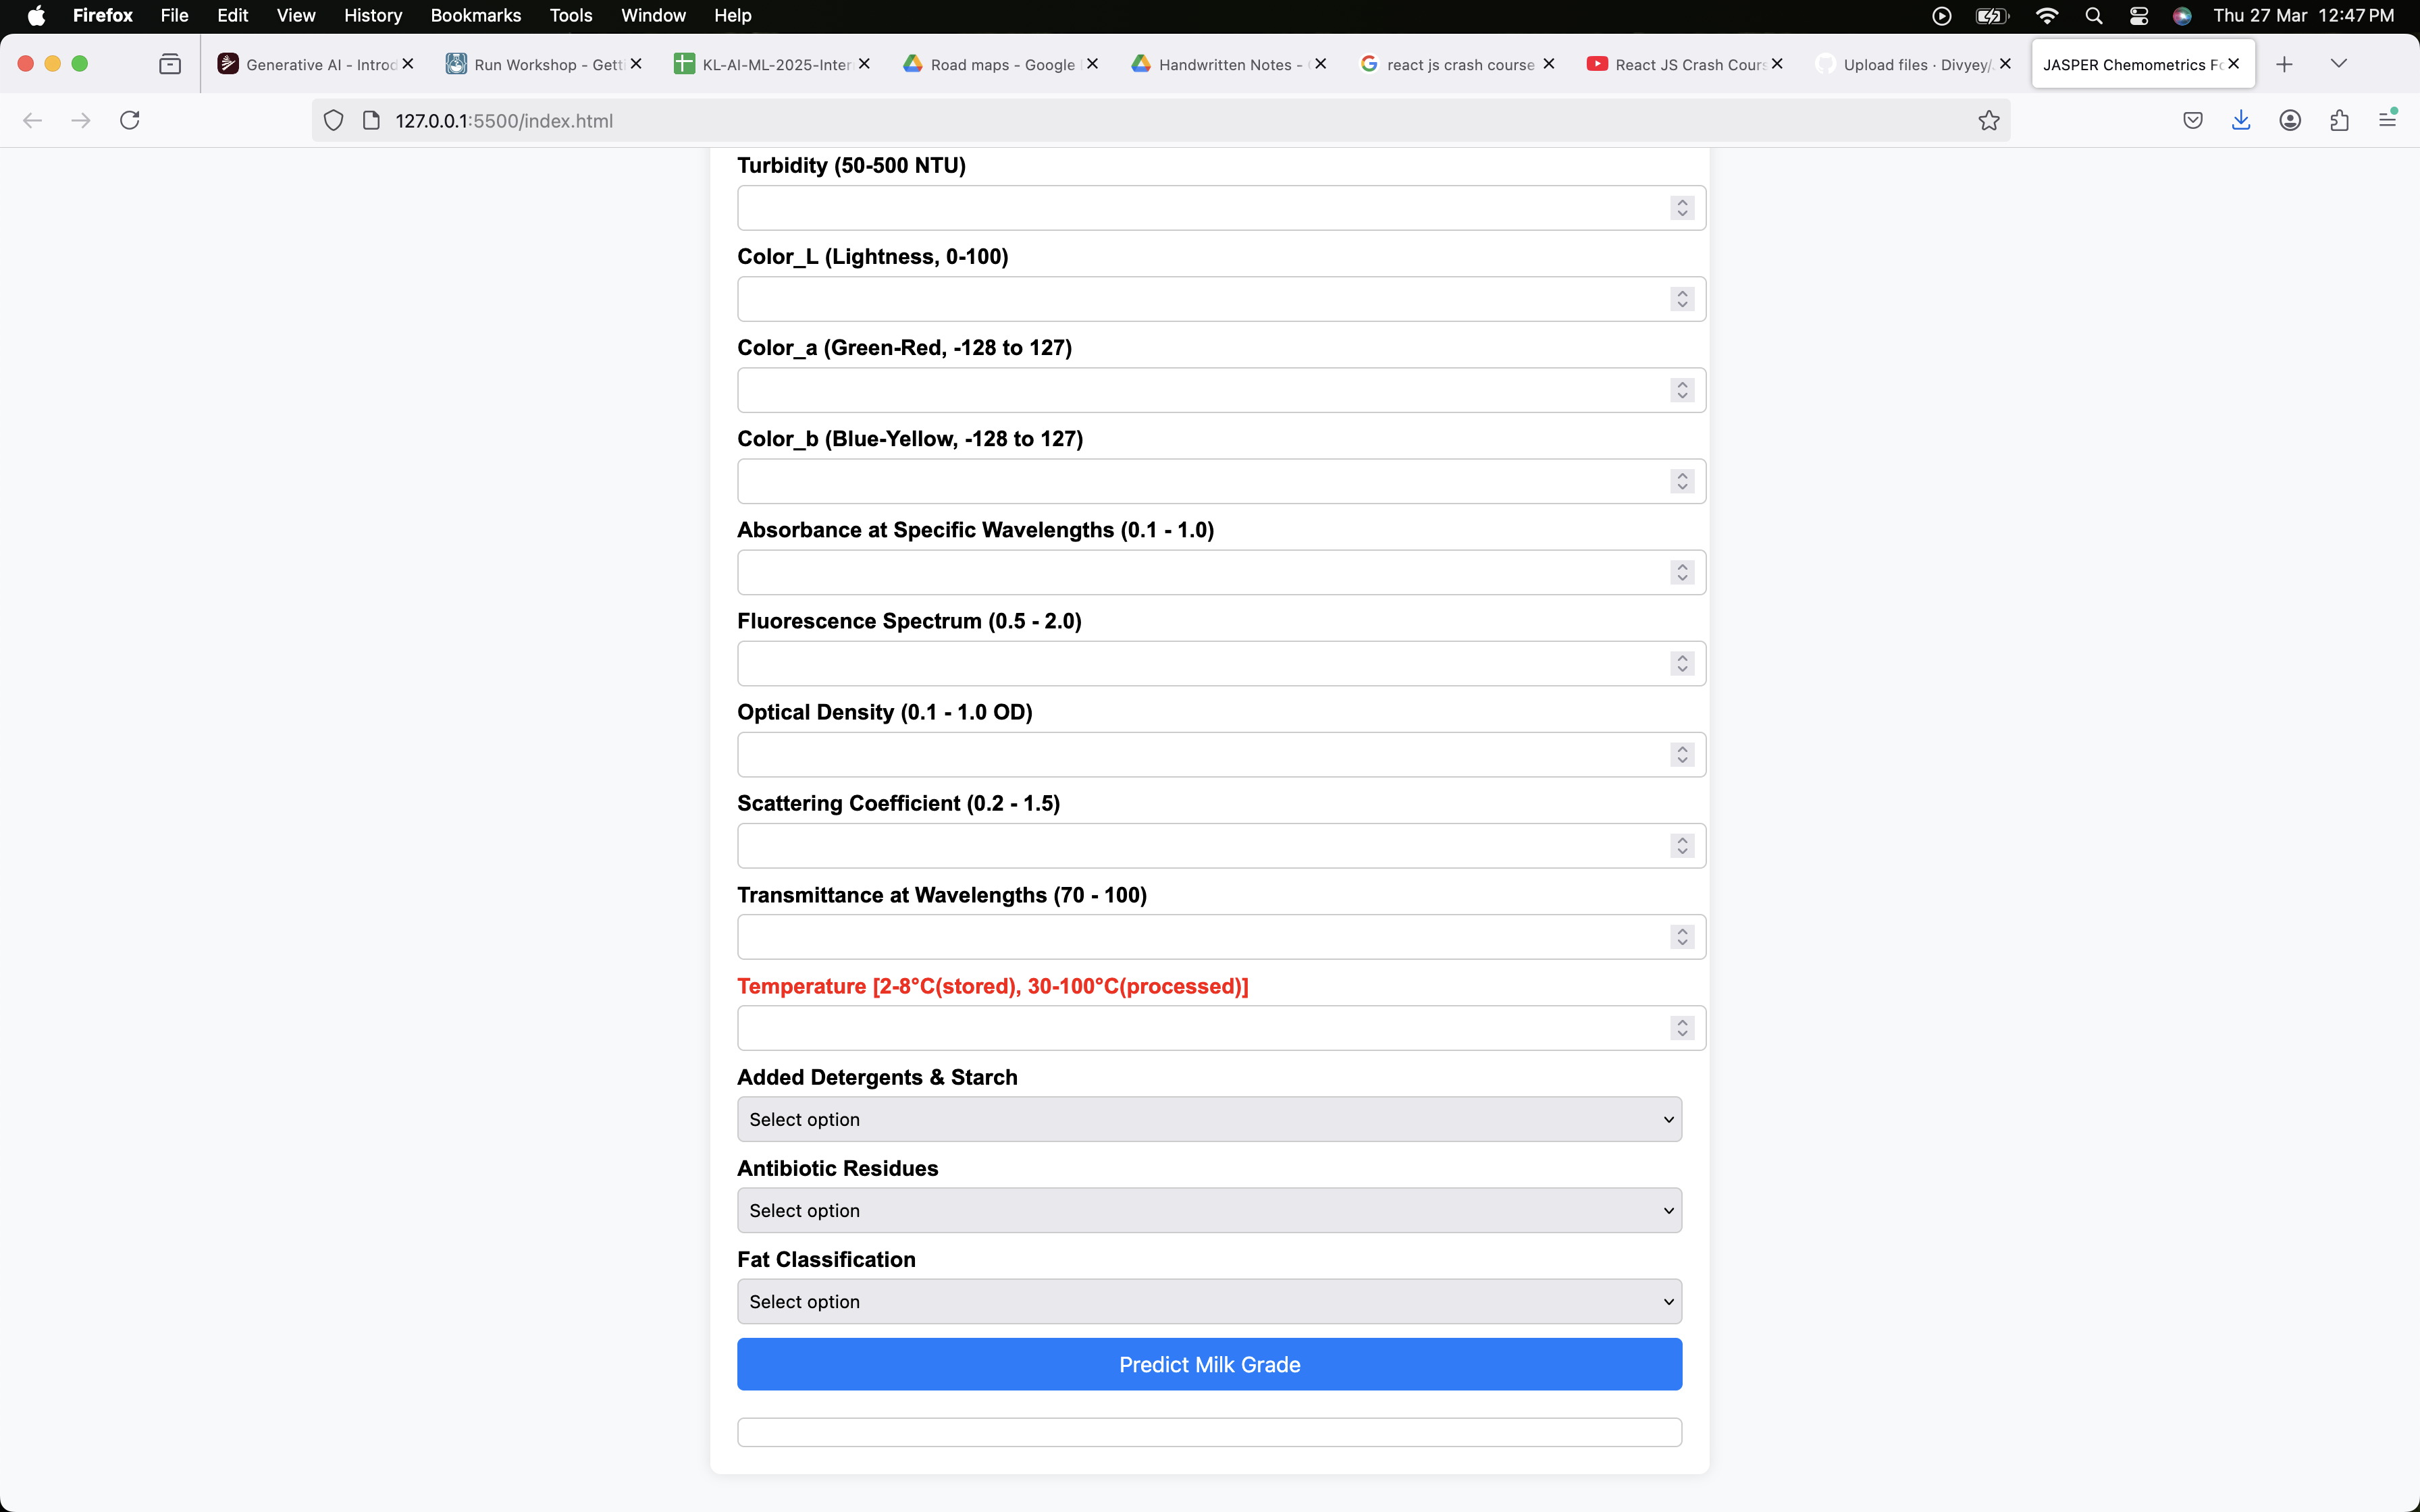 Firefox File Edit View History Bookmarks Tools Window Help Thu 27 Mar 12:47 PM
Generative AI - Introd Run Workshop - Getti KL-AI-ML-2025-Inter Road maps - Google Handwritten Notes - react js crash course React JS Crash Cours Upload files · Divyey/ JASPER Chemometrics Fo
127.0.0.1:5500/index.html
Turbidity (50-500 NTU)
Color_L (Lightness, 0-100)
Color_a (Green-Red, -128 to 127)
Color_b (Blue-Yellow, -128 to 127)
Absorbance at Specific Wavelengths (0.1 - 1.0)
Fluorescence Spectrum (0.5 - 2.0)
Optical Density (0.1 - 1.0 OD)
Scattering Coefficient (0.2 - 1.5)
Transmittance at Wavelengths (70 - 100)
Temperature [2-8°C(stored), 30-100°C(processed)]
Added Detergents & Starch
Select option
Antibiotic Residues
Select option
Fat Classification
Select option
Predict Milk Grade